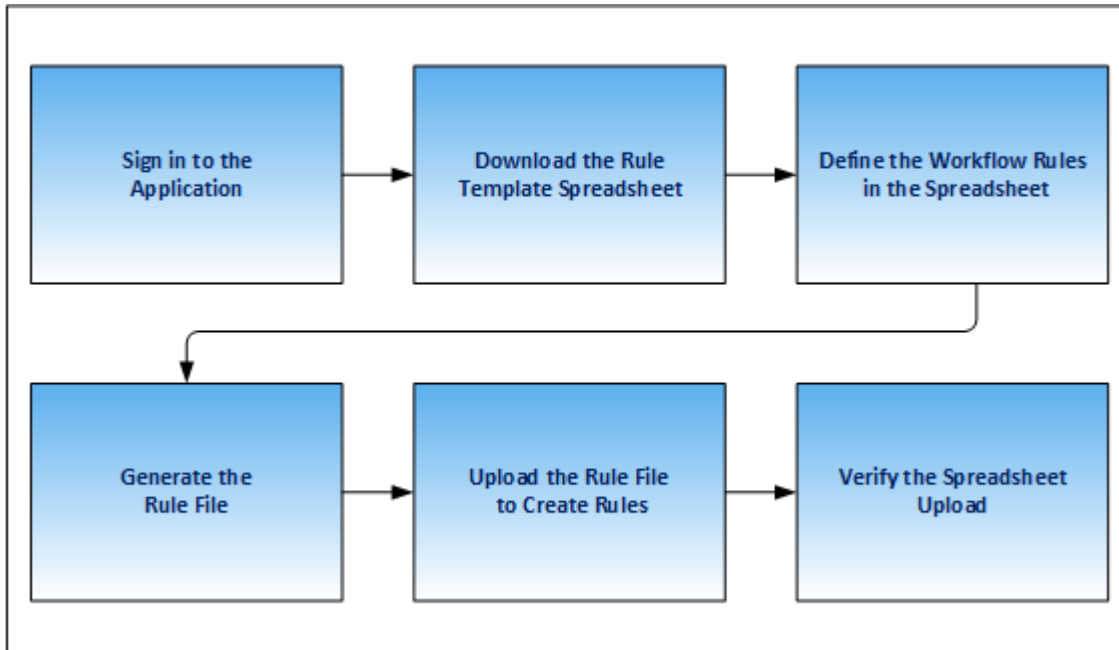 Sign in to the
Application
Download the Rule
Template Spreadsheet
Define the Workflow Rules
in the Spreadsheet
Generate the
Rule File
Upload the Rule File
to Create Rules
Verify the Spreadsheet
Upload